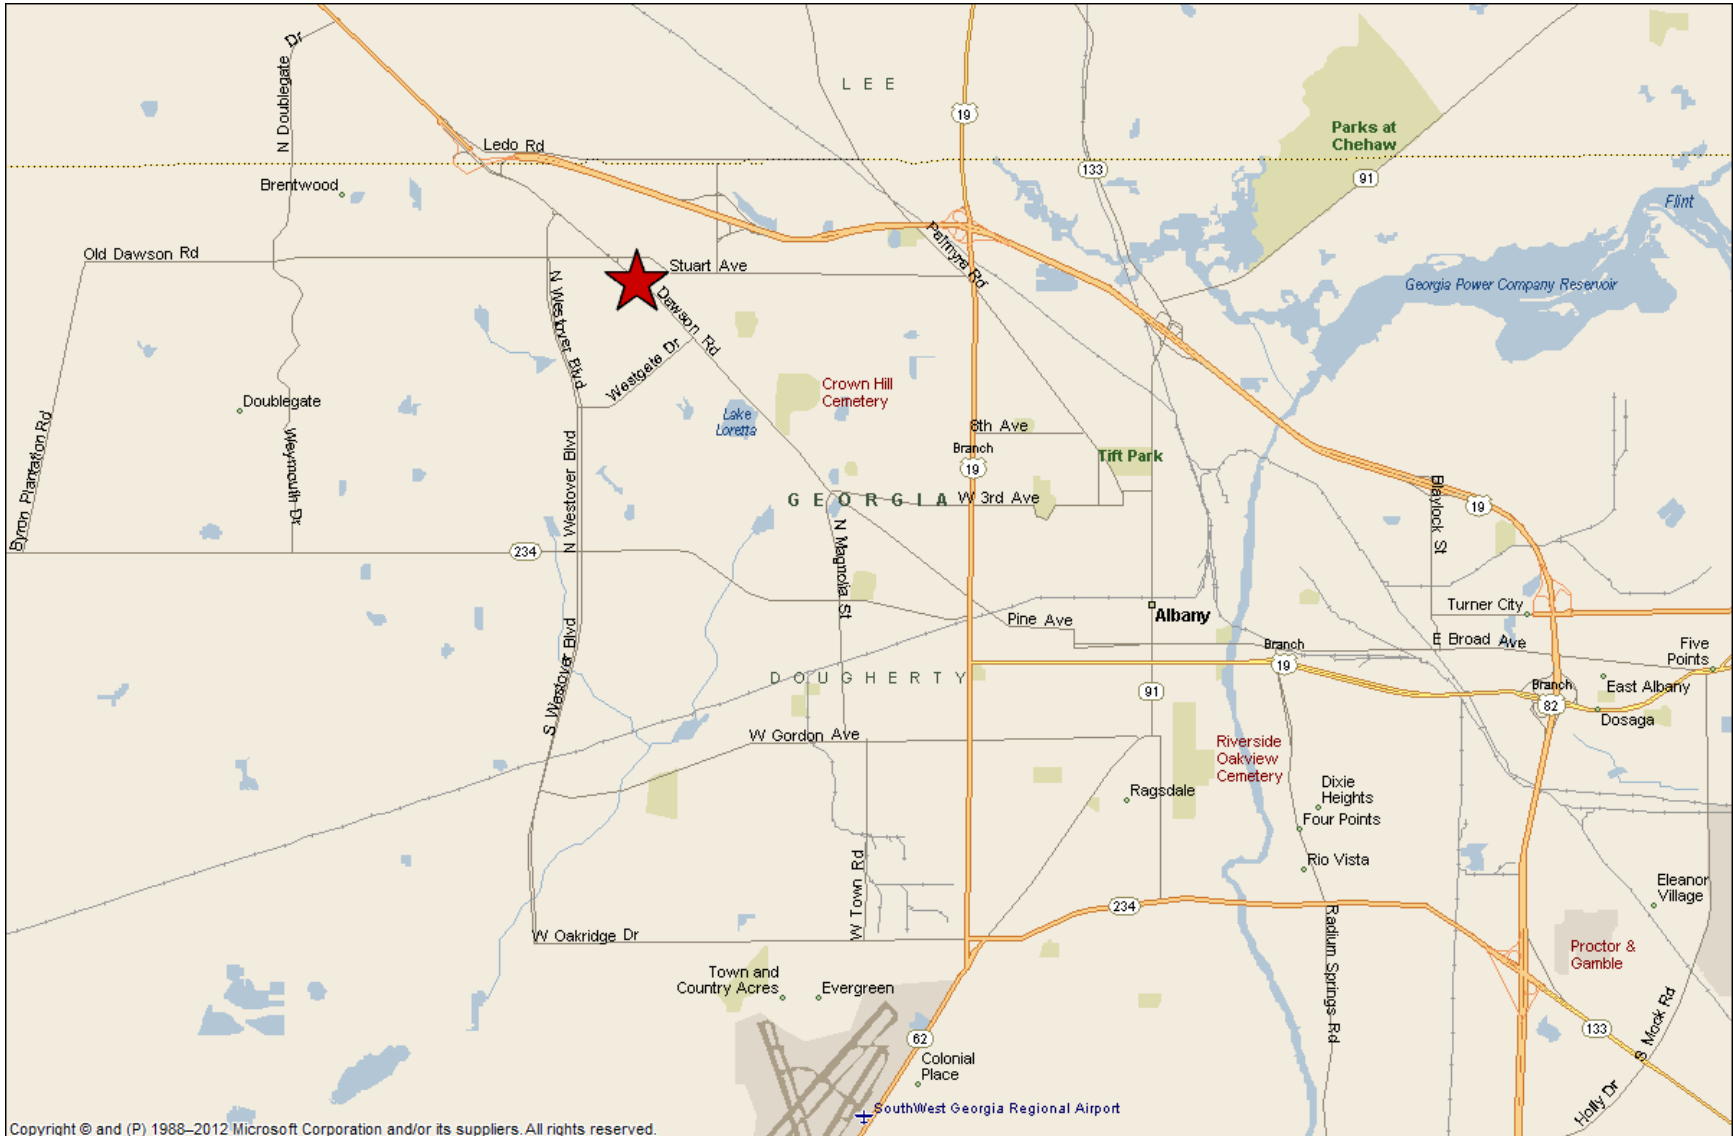 N Doublegate Dr
LEE
19
Parks at
Chehaw
Ledo Rd
133
91
Brentwood
Flint
Palmyra Rd
Old Dawson Rd
Stuart Ave
Georgia Power Company Reservoir
N Westover Blvd
Dawson Rd
Westgate Dr
Crown Hill
Cemetery
Doublegate
Lake
Loretta
8th Ave
Branch
19
Tift Park
Byron Plantation Rd
Weymouth Dr
N Westover Blvd
GEORGIA
W 3rd Ave
Blaylock St
19
234
N Magnolia St
Turner City
Albany
Pine Ave
E Broad Ave
Branch
19
Five
Points
S Westover Blvd
DOUGHERTY
91
Branch
82
East Albany
Dosaga
W Gordon Ave
Riverside
Oakview
Cemetery
Ragsdale
Dixie
Heights
Four Points
Rio Vista
W Town Rd
Eleanor
Village
234
W Oakridge Dr
Radium Springs Rd
Proctor &
Gamble
Town and
Country Acres
Evergreen
62
133
S Mock Rd
Colonial
Place
Holly Dr
SouthWest Georgia Regional Airport
Copyright © and (P) 1988–2012 Microsoft Corporation and/or its suppliers. All rights reserved.